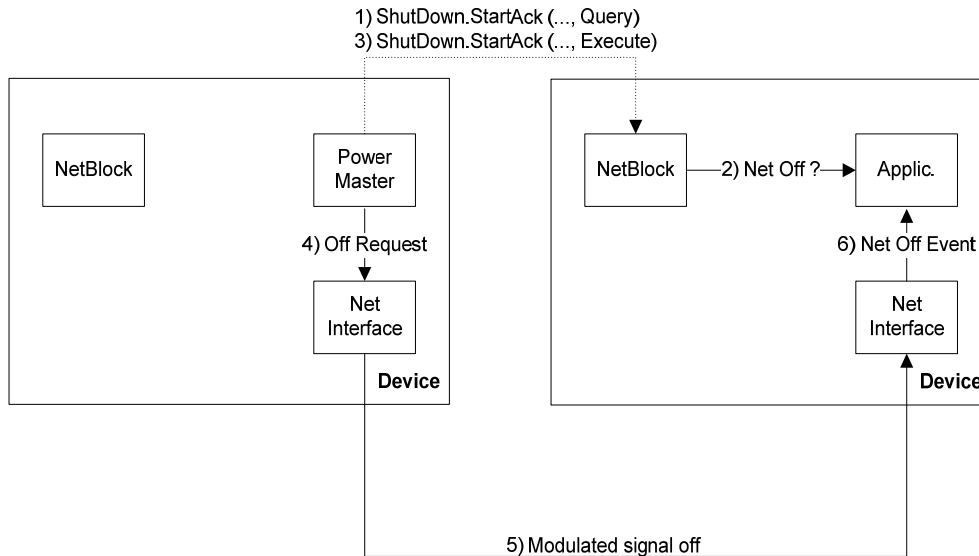 1) ShutDown.StartAck (..., Query)
3) ShutDown.StartAck (..., Execute)
NetBlock
Power
Master
4) Off Request
Net
Interface
Device
NetBlock
2) Net Off ?
Applic.
6) Net Off Event
Net
Interface
Device
5) Modulated signal off